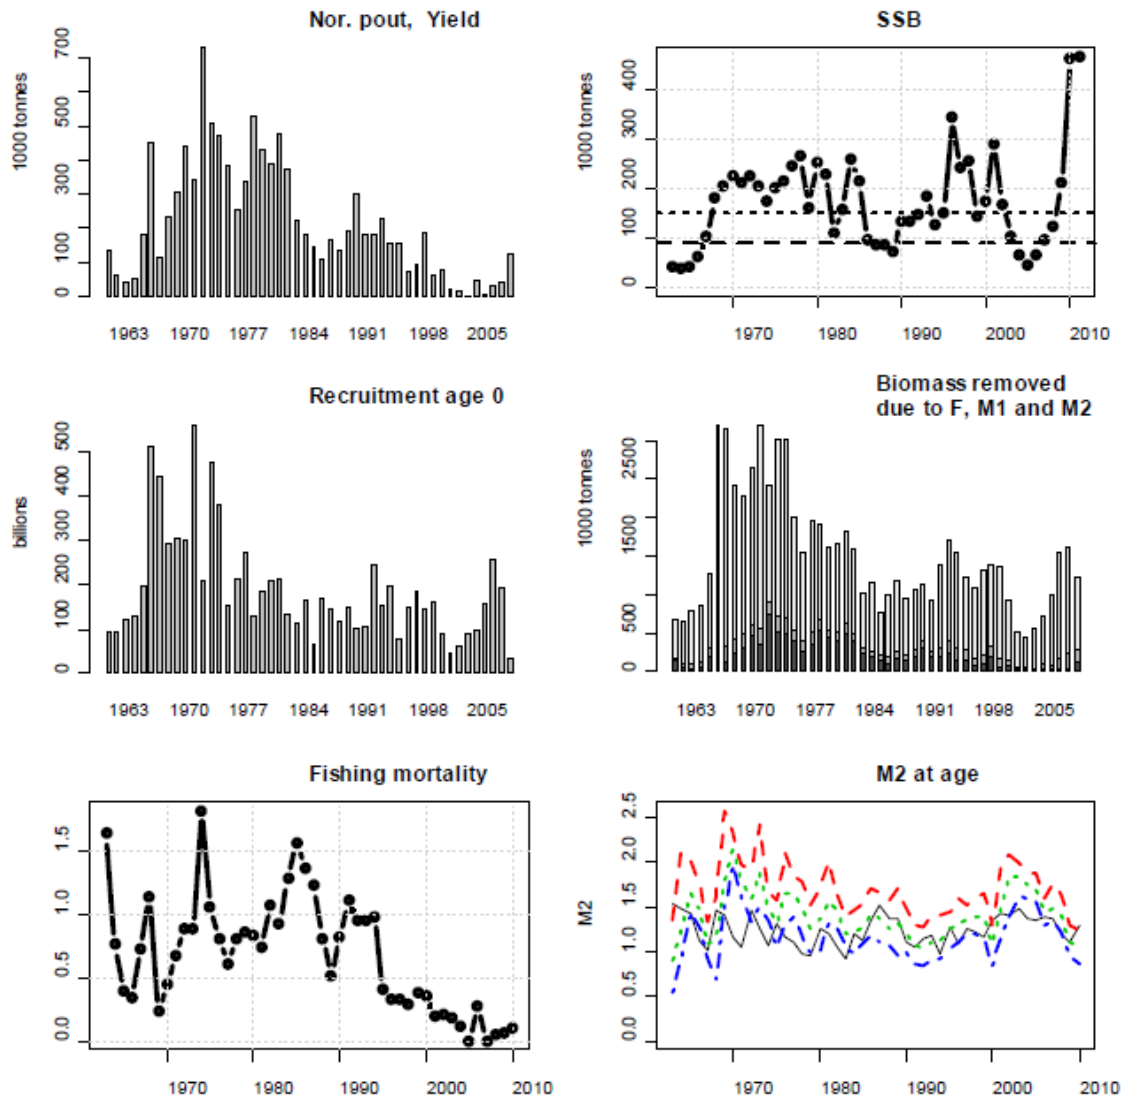 Nor. pout, Yield
1000 tonnes
0 100 300 500 700
1963 1970 1977 1984 1991 1998 2005
SSB
1000 tonnes
0 100 200 300 400
1970 1980 1990 2000 2010
Recruitment age 0
billions
0 100 200 300 400 500
1963 1970 1977 1984 1991 1998 2005
Biomass removed
due to F, M1 and M2
1000 tonnes
0 500 1500 2500
1963 1970 1977 1984 1991 1998 2005
Fishing mortality
0.0 0.5 1.0 1.5
1970 1980 1990 2000 2010
M2 at age
M2
0.0 0.5 1.0 1.5 2.0 2.5
1970 1980 1990 2000 2010